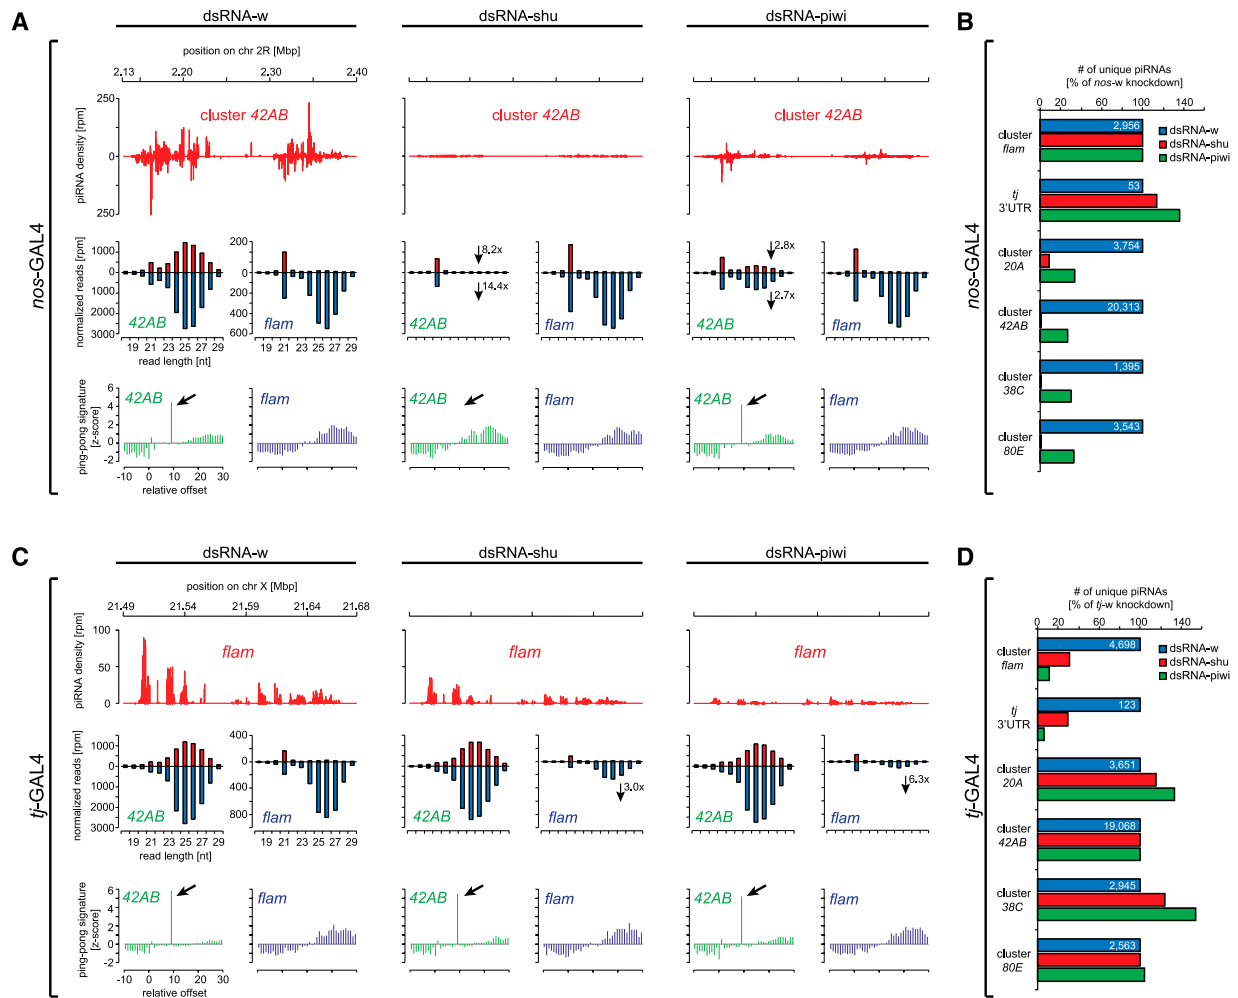 A
dsRNA-w
dsRNA-shu
dsRNA-piwi
nos-GAL4
position on chr 2R [Mbp]
2.13
2.20
2.30
2.40
piRNA density [rpm]
250
0
250
cluster 42AB
cluster 42AB
cluster 42AB
normalized reads [rpm]
1000
0
1000
2000
3000
42AB
19 21 23 25 27 29
read length [nt]
200
0
200
400
600
flam
19 21 23 25 27 29
8.2x
14.4x
42AB
flam
2.8x
2.7x
42AB
flam
ping-pong signature
[z-score]
6
4
2
0
-2
42AB
-10 0 10 20 30
relative offset
flam
42AB
flam
42AB
flam
B
nos-GAL4
# of unique piRNAs
[% of nos-w knockdown]
0 20 60 100 140
dsRNA-w
dsRNA-shu
dsRNA-piwi
cluster
flam
2,956
tj
3'UTR
53
cluster
20A
3,754
cluster
42AB
20,313
cluster
38C
1,395
cluster
80E
3,543
C
dsRNA-w
dsRNA-shu
dsRNA-piwi
tj-GAL4
position on chr X [Mbp]
21.49
21.54
21.59
21.64
21.68
piRNA density [rpm]
100
50
0
flam
flam
flam
normalized reads [rpm]
1000
0
1000
2000
3000
42AB
19 21 23 25 27 29
read length [nt]
400
0
400
800
flam
19 21 23 25 27 29
42AB
3.0x
flam
42AB
6.3x
flam
ping-pong signature
[z-score]
6
4
2
0
-2
42AB
-10 0 10 20 30
relative offset
flam
42AB
flam
42AB
flam
D
tj-GAL4
# of unique piRNAs
[% of tj-w knockdown]
0 20 60 100 140
dsRNA-w
dsRNA-shu
dsRNA-piwi
cluster
flam
4,698
tj
3'UTR
123
cluster
20A
3,651
cluster
42AB
19,068
cluster
38C
2,945
cluster
80E
2,563